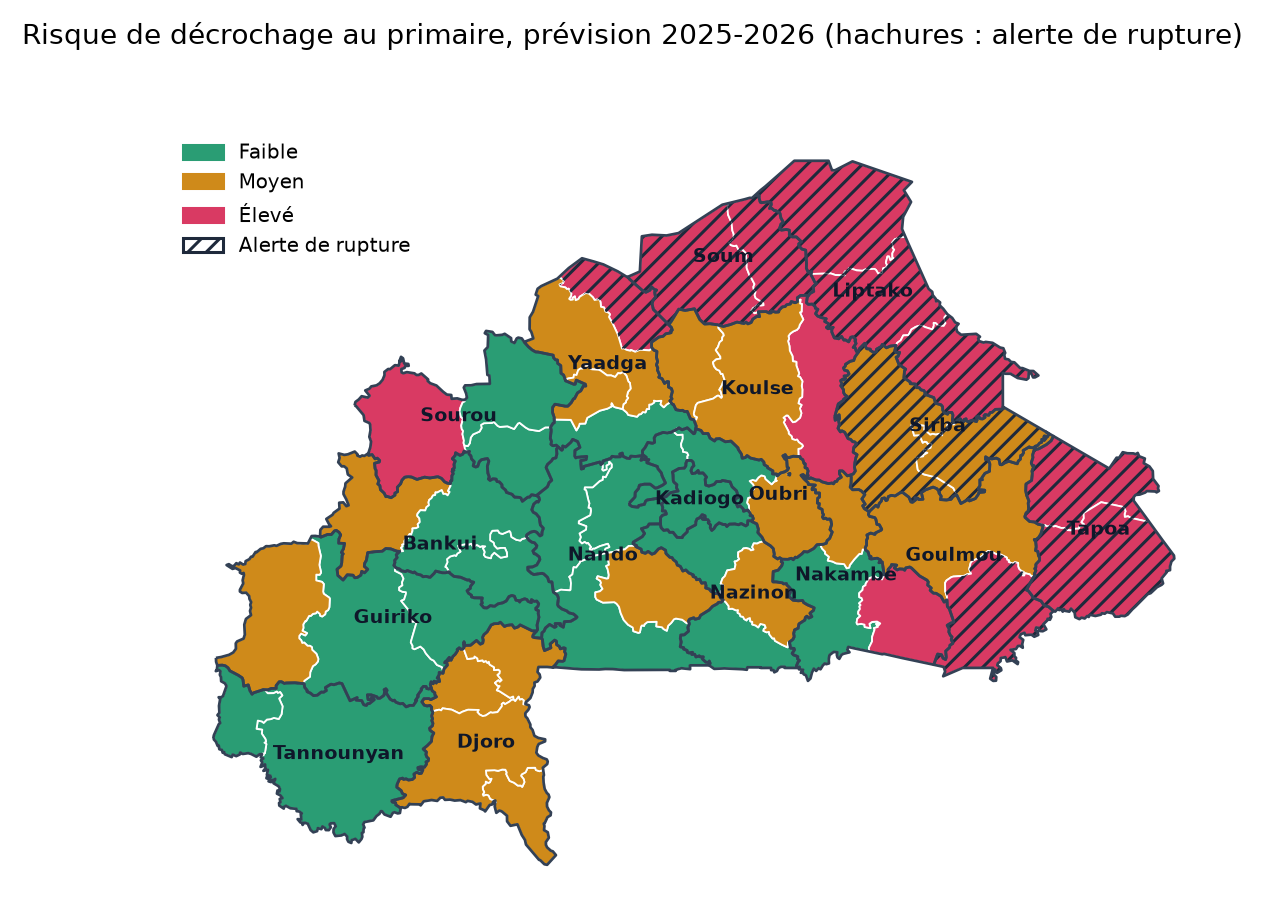 Risque de décrochage au primaire, prévision 2025-2026 (hachures : alerte de rupture)
Faible
Moyen
Élevé
Alerte de rupture
Soum
Liptako
Yaadga
Koulse
Sourou
Sirba
Kadiogo
Oubri
Tapoa
Bankui
Nando
Goulmou
Nakambé
Nazinon
Guiriko
Djoro
Tannounyan